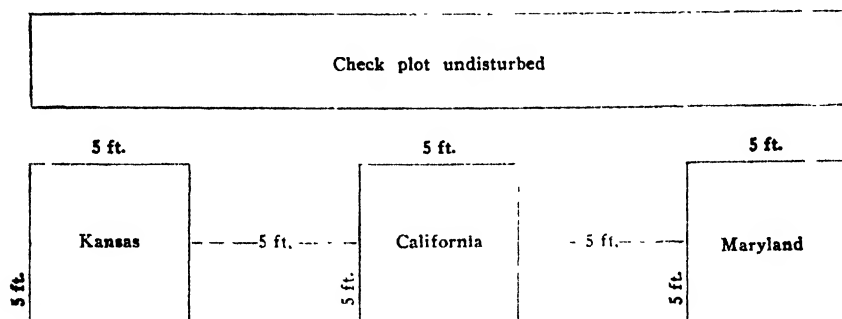 Check plot undisturbed
5 ft. 5 ft. 5 ft.
Kansas 5 ft. California 5 ft. Maryland
5 ft. 5 ft. 5 ft.